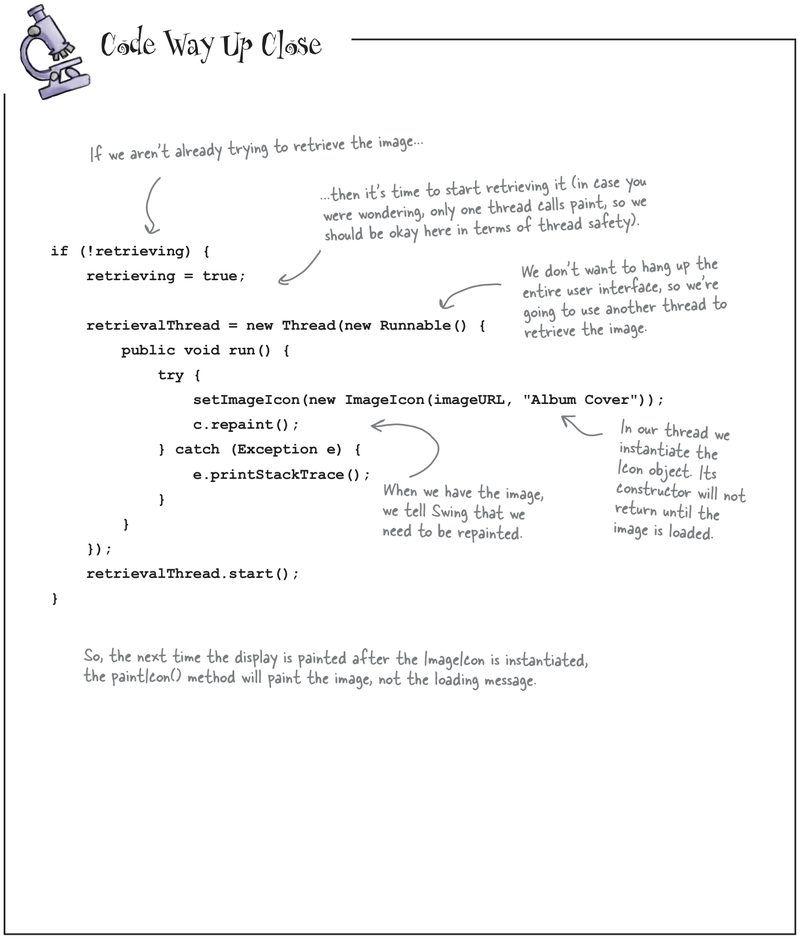 Code Way Up Close
If we aren't already trying to retrieve the image...
...then it's time to start retrieving it (in case you
were wondering, only one thread calls paint, so we
should be okay here in terms of thread safety).
if (!retrieving) {
retrieving = true;
We don't want to hang up the
entire user interface, so we're
going to use another thread to
retrieve the image.
retrievalThread = new Thread(new Runnable() {
public void run() {
try {
setImageIcon(new ImageIcon(imageURL, "Album Cover"));
c.repaint();
} catch (Exception e) {
e.printStackTrace();
}
}
});
retrievalThread.start();
}
In our thread we
instantiate the
Icon object. Its
constructor will not
return until the
image is loaded.
When we have the image,
we tell Swing that we
need to be repainted.
So, the next time the display is painted after the ImageIcon is instantiated,
the paintIcon() method will paint the image, not the loading message.